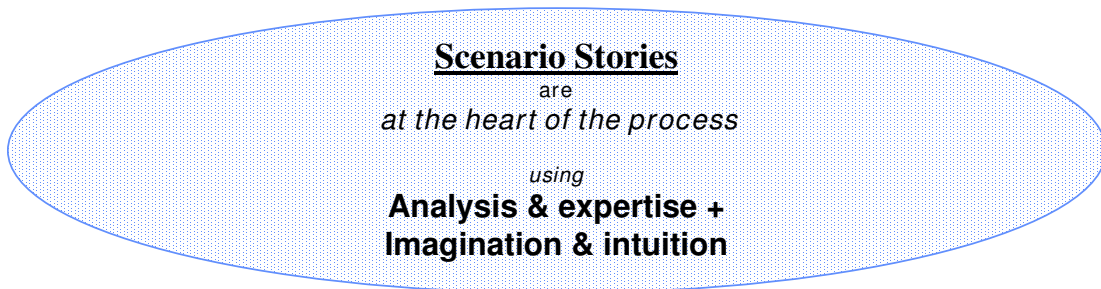 Scenario Stories
are
at the heart of the process
using
Analysis & expertise +
Imagination & intuition